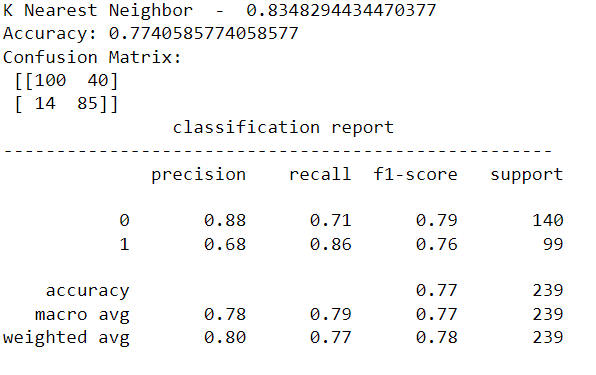 K Nearest Neighbor  -  0.8348294434470377
Accuracy: 0.7740585774058577
Confusion Matrix:
 [[100  40]
 [ 14  85]]
                classification report
----------------------------------------------------
              precision    recall  f1-score   support

           0       0.88      0.71      0.79       140
           1       0.68      0.86      0.76        99

    accuracy                           0.77       239
   macro avg       0.78      0.79      0.77       239
weighted avg       0.80      0.77      0.78       239